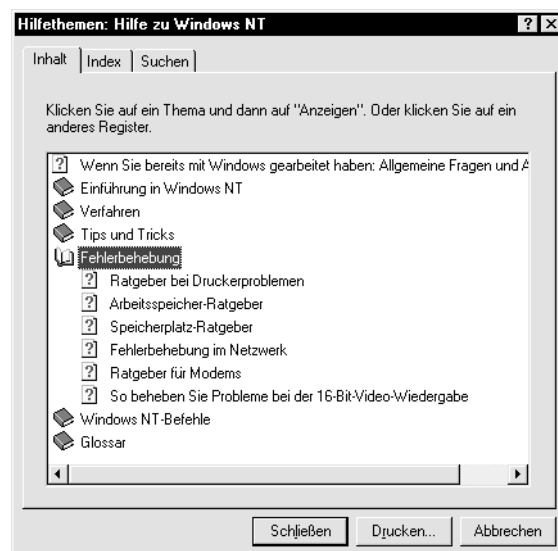 Hilfethemen: Hilfe zu Windows NT
Inhalt Index Suchen
Klicken Sie auf ein Thema und dann auf "Anzeigen". Oder klicken Sie auf ein
anderes Register.
Wenn Sie bereits mit Windows gearbeitet haben: Allgemeine Fragen und A
Einführung in Windows NT
Verfahren
Tips und Tricks
Fehlerbehebung
Ratgeber bei Druckerproblemen
Arbeitsspeicher-Ratgeber
Speicherplatz-Ratgeber
Fehlerbehebung im Netzwerk
Ratgeber für Modems
So beheben Sie Probleme bei der 16-Bit-Video-Wiedergabe
Windows NT-Befehle
Glossar
Schließen Drucken... Abbrechen